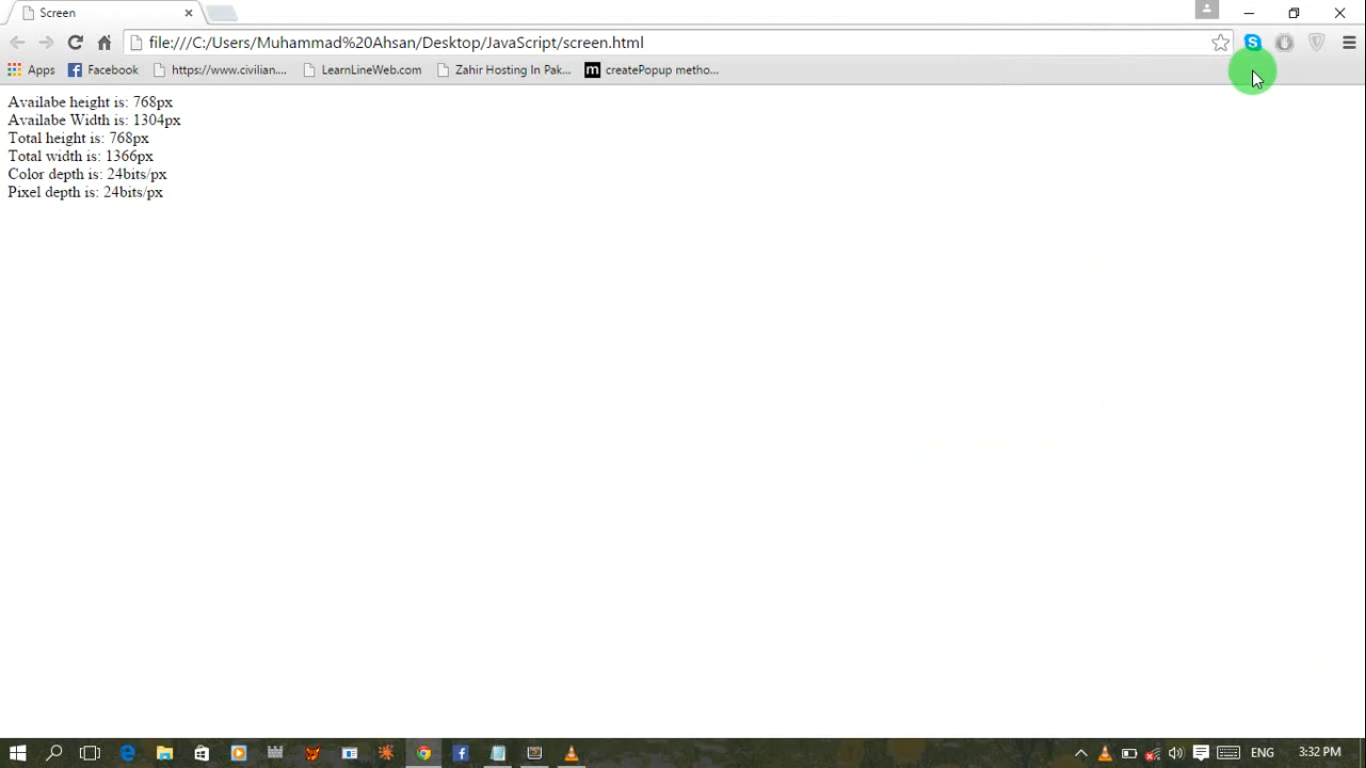 Screen
file:///C:/Users/Muhammad%20Ahsan/Desktop/JavaScript/screen.html
Apps Facebook https://www.civilian.... LearnLineWeb.com Zahir Hosting In Pak... m createPopup metho...
Availabe height is: 768px
Availabe Width is: 1304px
Total height is: 768px
Total width is: 1366px
Color depth is: 24bits/px
Pixel depth is: 24bits/px
ENG 3:32 PM